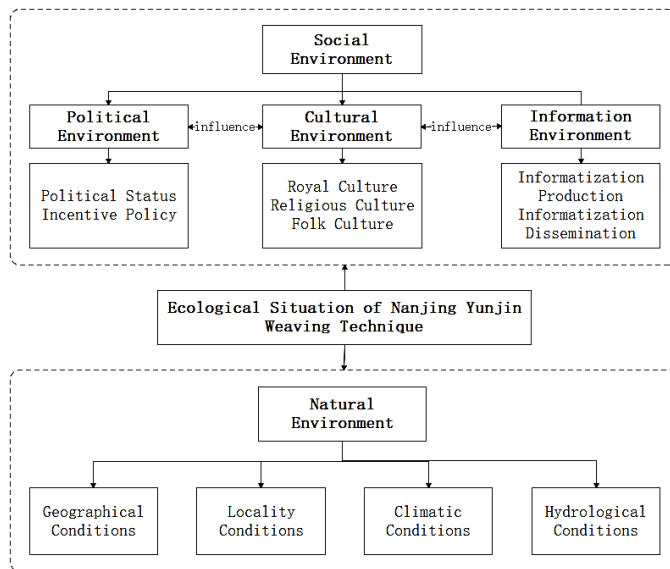 Social
Environment
Political
Environment
influence
Cultural
Environment
influence
Information
Environment
Political Status
Incentive Policy
Royal Culture
Religious Culture
Folk Culture
Informatization
Production
Informatization
Dissemination
Ecological Situation of Nanjing Yunjin
Weaving Technique
Natural
Environment
Geographical
Conditions
Locality
Conditions
Climatic
Conditions
Hydrological
Conditions